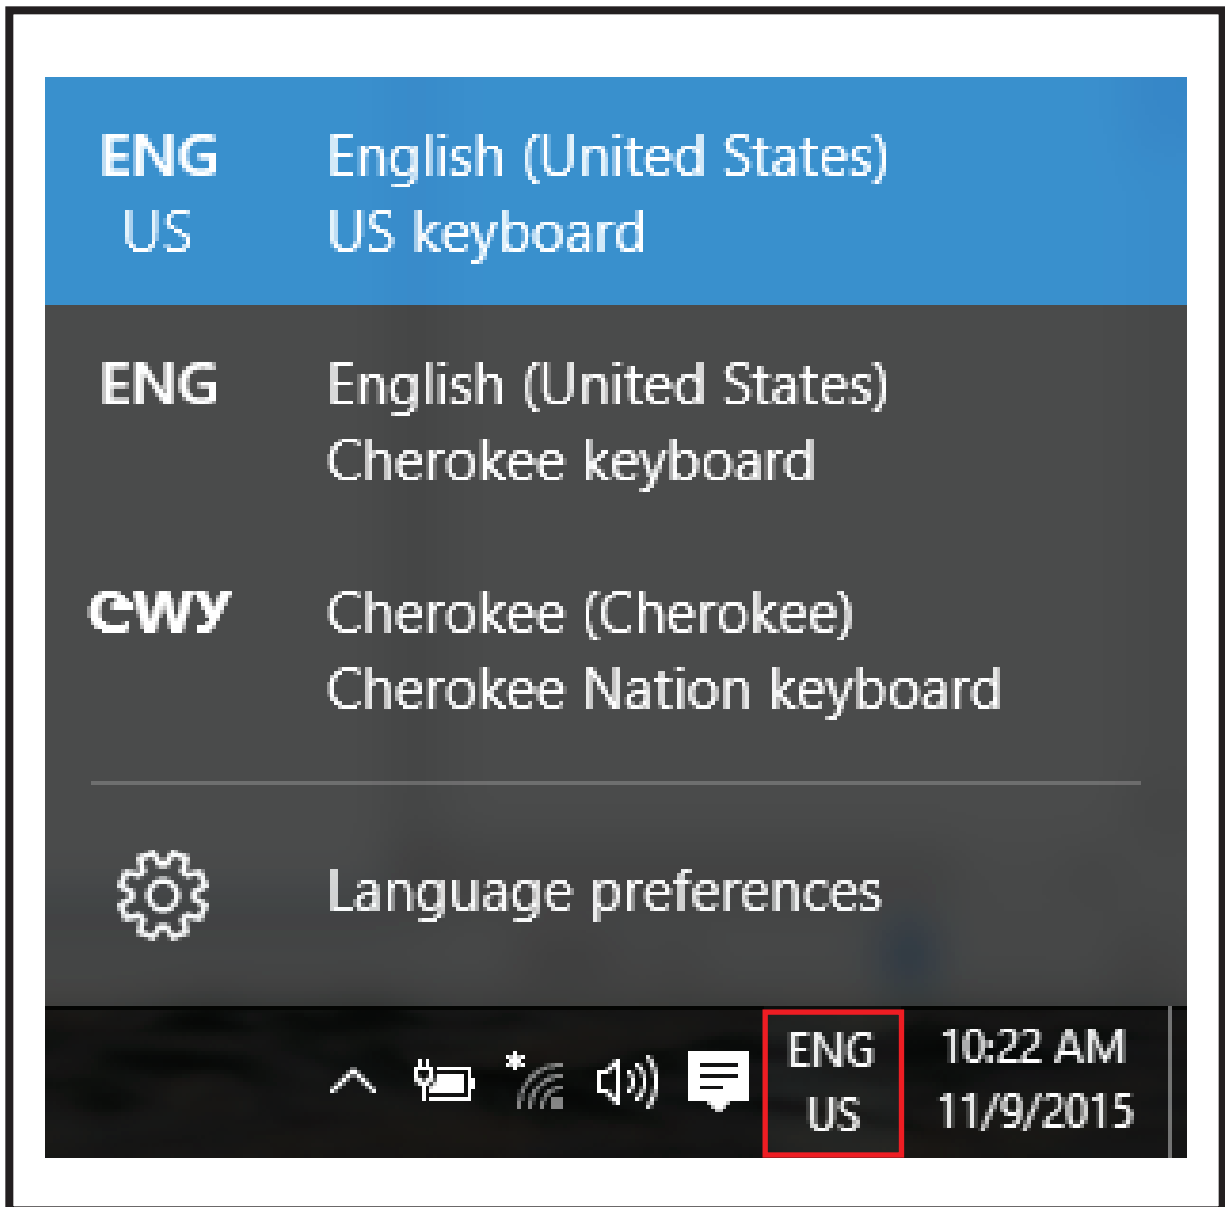 ENG English (United States)
US US keyboard
ENG English (United States)
Cherokee keyboard
ᏣᎳᎩ Cherokee (Cherokee)
Cherokee Nation keyboard
Language preferences
ENG 10:22 AM
US 11/9/2015